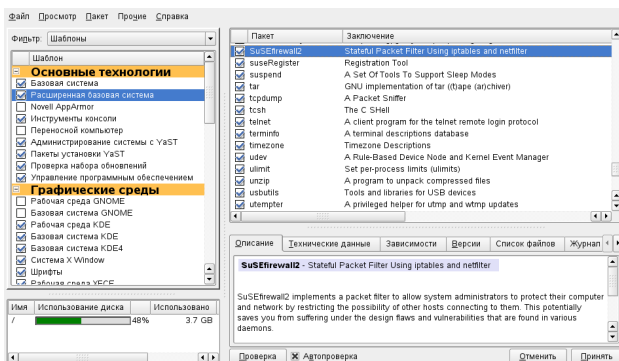 Файл Просмотр Пакет Прочие Справка
Фильтр: Шаблоны
Шаблон
Основные технологии
Базовая система
Расширенная базовая система
Novell AppArmor
Инструменты консоли
Переносной компьютер
Администрирование системы с YaST
Пакеты установки YaST
Проверка набора обновлений
Управление программным обеспечением
Графические среды
Рабочая среда GNOME
Базовая система GNOME
Рабочая среда KDE
Базовая система KDE
Базовая система KDE4
Система X Window
Шрифты
Рабочая среда XFCE
Имя Использование диска Использовано
/ 48% 3.7 GB
Пакет Заключение
SuSEfirewall2 Stateful Packet Filter Using iptables and netfilter
suseRegister Registration Tool
suspend A Set Of Tools To Support Sleep Modes
tar GNU implementation of tar ((t)ape (ar)chiver)
tcpdump A Packet Sniffer
tcsh The C SHell
telnet A client program for the telnet remote login protocol
terminfo A terminal descriptions database
timezone Timezone Descriptions
udev A Rule-Based Device Node and Kernel Event Manager
ulimit Set per-process limits (ulimits)
unzip A program to unpack compressed files
usbutils Tools and libraries for USB devices
utempter A privileged helper for utmp and wtmp updates
Описание Технические данные Зависимости Версии Список файлов Журнал
SuSEfirewall2 - Stateful Packet Filter Using iptables and netfilter
SuSEfirewall2 implements a packet filter to allow system administrators to protect their computer
and network by restricting the possibility of other hosts connecting to them. This potentially
saves you from suffering under the design flaws and vulnerabilities that are found in various
daemons.
Проверка Автопроверка Отменить Принять